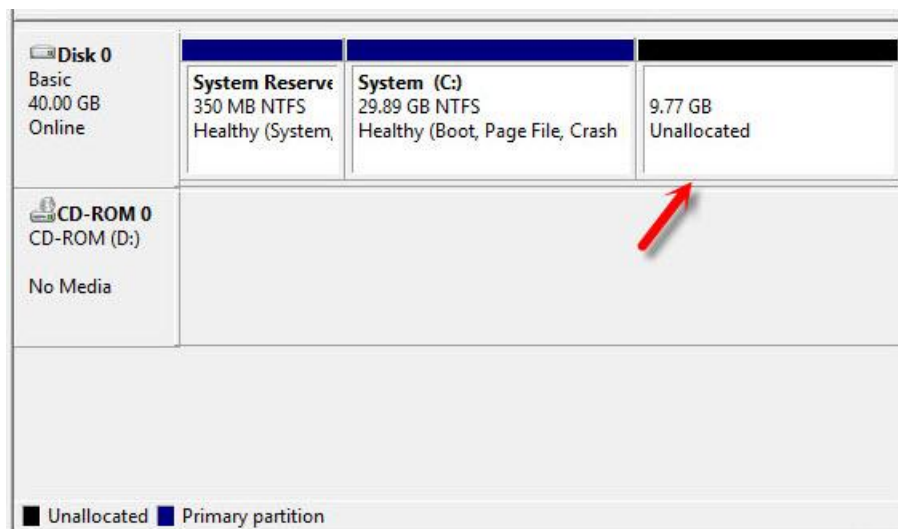 Disk 0
Basic
40.00 GB
Online
System Reserve
350 MB NTFS
Healthy (System,
System (C:)
29.89 GB NTFS
Healthy (Boot, Page File, Crash
9.77 GB
Unallocated
CD-ROM 0
CD-ROM (D:)
No Media
Unallocated Primary partition